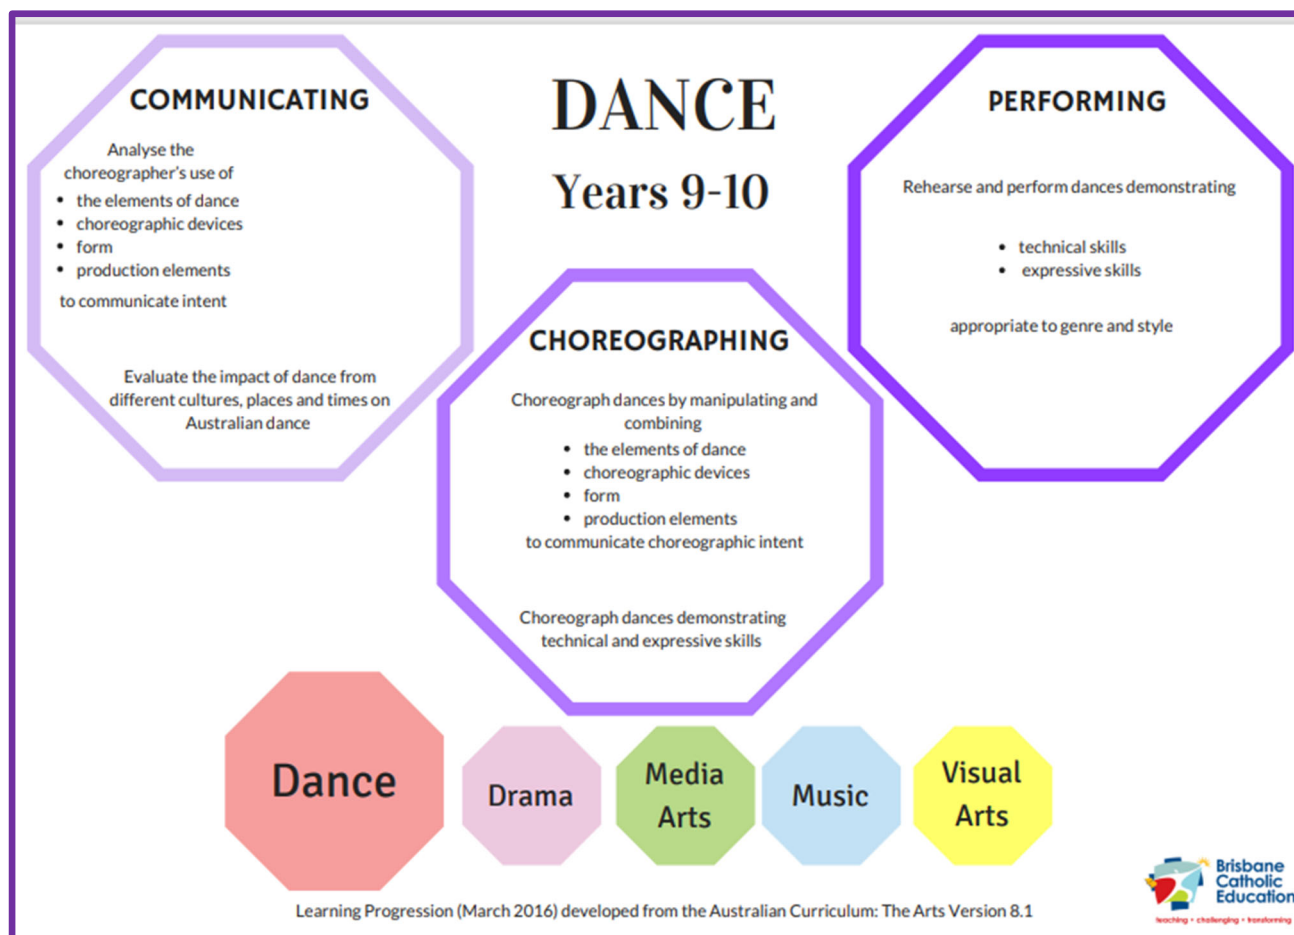 DANCE
Years 9-10
COMMUNICATING
Analyse the
choreographer's use of
• the elements of dance
• choreographic devices
• form
• production elements
to communicate intent
Evaluate the impact of dance from
different cultures, places and times on
Australian dance
CHOREOGRAPHING
Choreograph dances by manipulating and
combining
• the elements of dance
• choreographic devices
• form
• production elements
to communicate choreographic intent
Choreograph dances demonstrating
technical and expressive skills
PERFORMING
Rehearse and perform dances demonstrating
• technical skills
• expressive skills
appropriate to genre and style
Dance
Drama
Media
Arts
Music
Visual
Arts
Learning Progression (March 2016) developed from the Australian Curriculum: The Arts Version 8.1
Brisbane
Catholic
Education
teaching • challenging • transforming